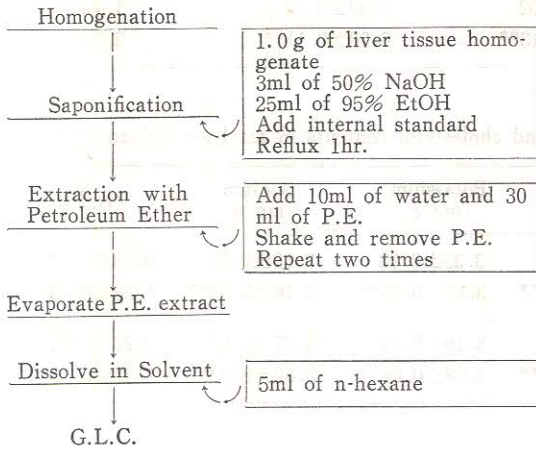 Homogenation
1.0 g of liver tissue homo-
genate
3ml of 50% NaOH
25ml of 95% EtOH
Add internal standard
Reflux 1hr.
Saponification
Extraction with
Petroleum Ether
Add 10ml of water and 30
ml of P.E.
Shake and remove P.E.
Repeat two times
Evaporate P.E. extract
Dissolve in Solvent
5ml of n-hexane
G.L.C.